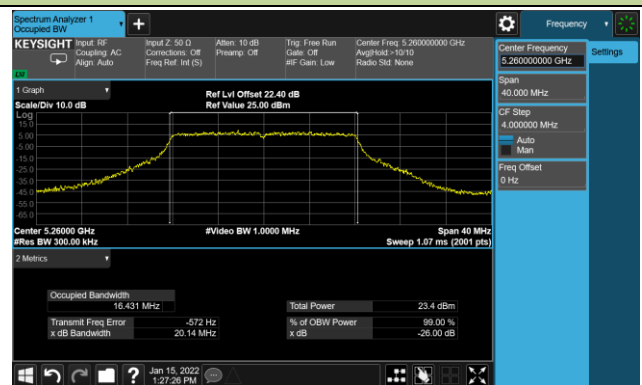 Spectrum Analyzer 1
Occupied BW
Frequency
KEYSIGHT
Input: RF
Coupling: AC
Align: Auto
Input Z: 50 Ω
Corrections: Off
Freq Ref: Int (S)
Atten: 10 dB
Preamp: Off
Trig: Free Run
Gate: Off
#IF Gain: Low
Center Freq: 5.260000000 GHz
Avg|Hold:>10/10
Radio Std: None
Center Frequency
5.260000000 GHz
Settings
Span
40.000 MHz
CF Step
4.000000 MHz
Auto
Man
Freq Offset
0 Hz
1 Graph
Scale/Div 10.0 dB
Ref Lvl Offset 22.40 dB
Ref Value 25.00 dBm
Log
15.0
5.00
-5.00
-15.0
-25.0
-35.0
-45.0
-55.0
-65.0
Center 5.26000 GHz
#Res BW 300.00 kHz
#Video BW 1.0000 MHz
Span 40 MHz
Sweep 1.07 ms (2001 pts)
2 Metrics
Occupied Bandwidth
16.431 MHz
Total Power 23.4 dBm
Transmit Freq Error -572 Hz
% of OBW Power 99.00 %
x dB Bandwidth 20.14 MHz
x dB -26.00 dB
Jan 15, 2022
1:27:26 PM